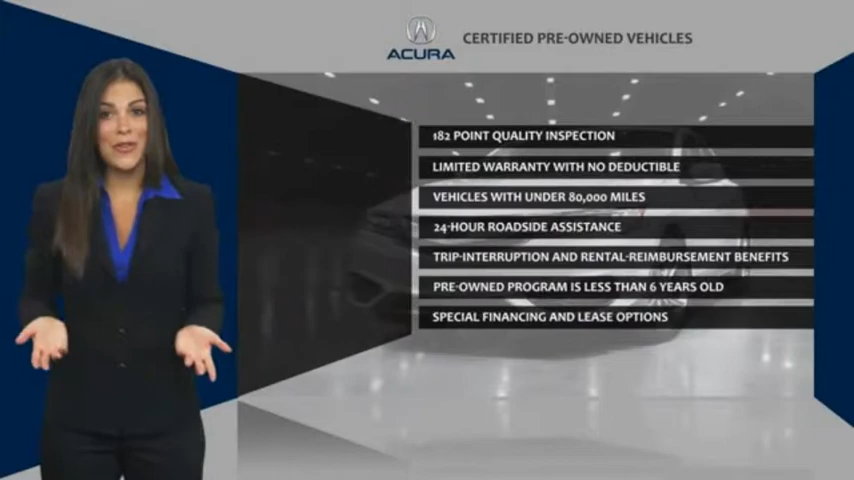 ACURA
CERTIFIED PRE-OWNED VEHICLES
182 POINT QUALITY INSPECTION
LIMITED WARRANTY WITH NO DEDUCTIBLE
VEHICLES WITH UNDER 80,000 MILES
24-HOUR ROADSIDE ASSISTANCE
TRIP-INTERRUPTION AND RENTAL-REIMBURSEMENT BENEFITS
PRE-OWNED PROGRAM IS LESS THAN 6 YEARS OLD
SPECIAL FINANCING AND LEASE OPTIONS